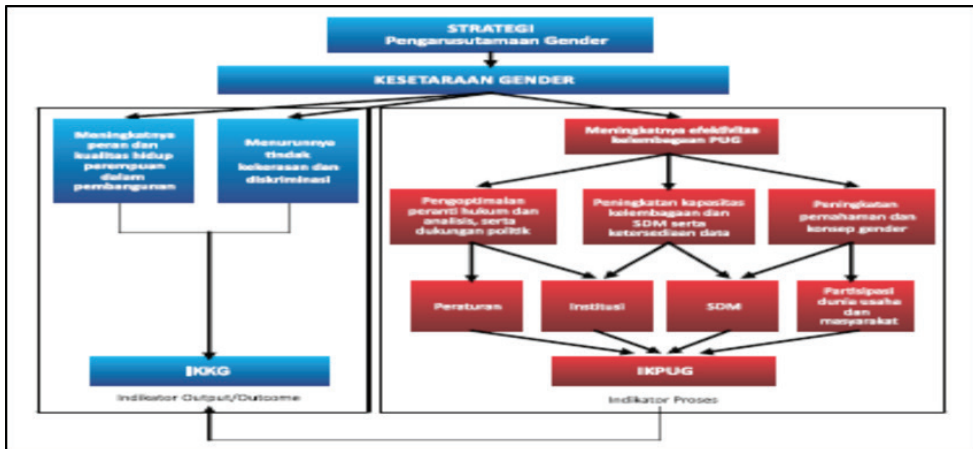 STRATEGI
Pengarusutamaan Gender
KESETARAAN GENDER
Meningkatnya
peran dan
kualitas hidup
perempuan
dalam
pembangunan
Menurunnya
tindak
kekerasan dan
diskriminasi
Meningkatnya efektivitas
kelembagaan PUG
Pengoptimalan
peranti hukum dan
analisis, serta
dukungan politik
Peningkatan kapasitas
kelembagaan dan
SDM serta
ketersediaan data
Peningkatan
pemahaman dan
konsep gender
Peraturan
Institusi
SDM
Partisipasi
dunia usaha
dan
masyarakat
IKKG
IKPUG
Indikator Output/Outcome
Indikator Proses